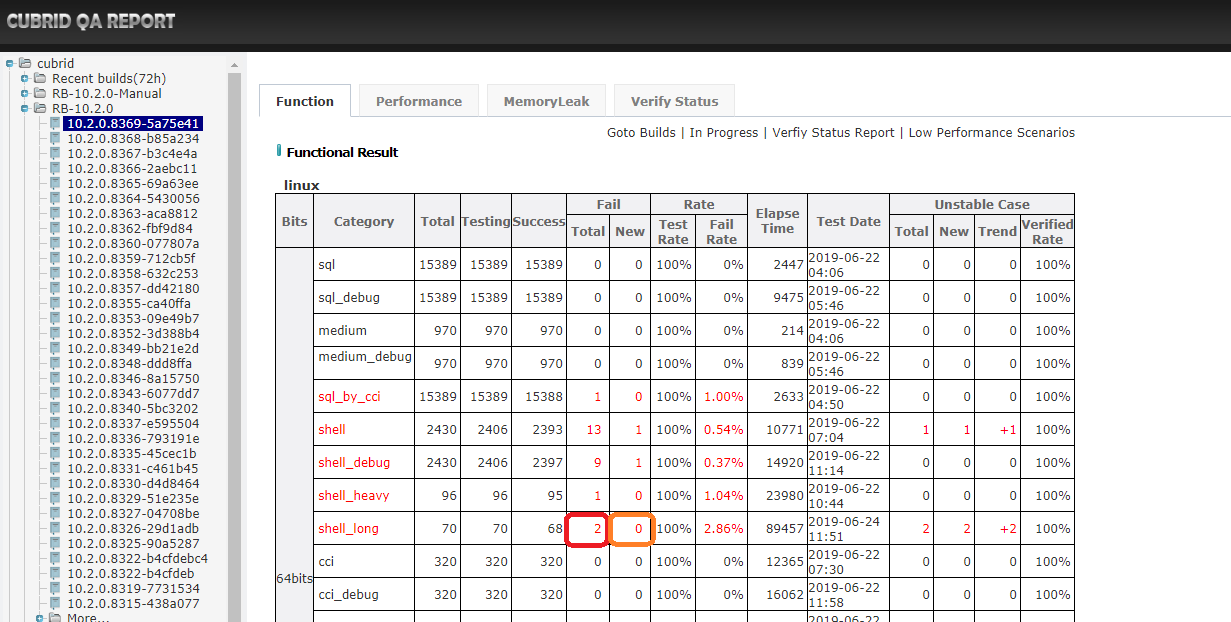 CUBRID QA REPORT
cubrid
Recent builds(72h)
RB-10.2.0-Manual
RB-10.2.0
10.2.0.8369-5a75e41
10.2.0.8368-b85a234
10.2.0.8367-b3c4e4a
10.2.0.8366-2aebc11
10.2.0.8365-69a63ee
10.2.0.8364-5430056
10.2.0.8363-aca8812
10.2.0.8362-fbf9d84
10.2.0.8360-077807a
10.2.0.8359-712cb5f
10.2.0.8358-632c253
10.2.0.8357-dd42180
10.2.0.8355-ca40ffa
10.2.0.8353-09e49b7
10.2.0.8352-3d388b4
10.2.0.8349-bb21e2d
10.2.0.8348-ddd8ffa
10.2.0.8346-8a15750
10.2.0.8343-6077dd7
10.2.0.8340-5bc3202
10.2.0.8337-e595504
10.2.0.8336-793191e
10.2.0.8335-45cec1b
10.2.0.8331-c461b45
10.2.0.8330-d4d8464
10.2.0.8329-51e235e
10.2.0.8327-04708be
10.2.0.8326-29d1adb
10.2.0.8325-90a5287
10.2.0.8322-b4cfdebc4
10.2.0.8322-b4cfdeb
10.2.0.8319-7731534
10.2.0.8315-438a077
More...
Function Performance MemoryLeak Verify Status
Goto Builds | In Progress | Verfiy Status Report | Low Performance Scenarios
Functional Result
linux
Bits Category Total Testing Success Fail Rate Elapse Time Test Date Unstable Case
Total New Test Rate Fail Rate Total New Trend Verified Rate
64bits
sql 15389 15389 15389 0 0 100% 0% 2447 2019-06-22 04:06 0 0 0 100%
sql_debug 15389 15389 15389 0 0 100% 0% 9475 2019-06-22 05:46 0 0 0 100%
medium 970 970 970 0 0 100% 0% 214 2019-06-22 04:06 0 0 0 100%
medium_debug 970 970 970 0 0 100% 0% 839 2019-06-22 05:46 0 0 0 100%
sql_by_cci 15389 15389 15388 1 0 100% 1.00% 2633 2019-06-22 04:50 0 0 0 100%
shell 2430 2406 2393 13 1 100% 0.54% 10771 2019-06-22 07:04 1 1 +1 100%
shell_debug 2430 2406 2397 9 1 100% 0.37% 14920 2019-06-22 11:14 0 0 0 100%
shell_heavy 96 96 95 1 0 100% 1.04% 23980 2019-06-22 10:44 0 0 0 100%
shell_long 70 70 68 2 0 100% 2.86% 89457 2019-06-24 11:51 2 2 +2 100%
cci 320 320 320 0 0 100% 0% 12365 2019-06-22 07:30 0 0 0 100%
cci_debug 320 320 320 0 0 100% 0% 16062 2019-06-22 11:58 0 0 0 100%
2019-06-22